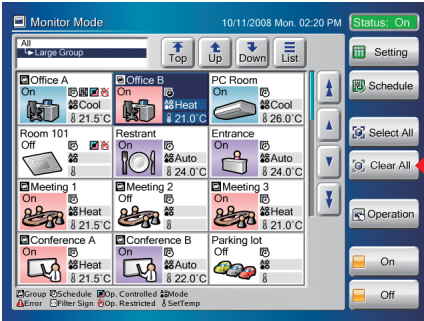 Monitor Mode
10/11/2008 Mon. 02:20 PM
Status: On
All
Large Group
Top
Up
Down
List
Setting
Schedule
Select All
Clear All
Operation
On
Off
Office A
On
Cool
21.5°C
Office B
On
Heat
21.0°C
PC Room
On
Cool
26.0°C
Room 101
Off
Restrant
On
Auto
24.0°C
Entrance
On
Auto
24.0°C
Meeting 1
On
Heat
21.5°C
Meeting 2
Off
Meeting 3
On
Heat
21.0°C
Conference A
On
Heat
21.5°C
Conference B
On
Auto
22.0°C
Parking lot
Off
Group Schedule Op. Controlled Mode
Error Filter Sign Op. Restricted SetTemp